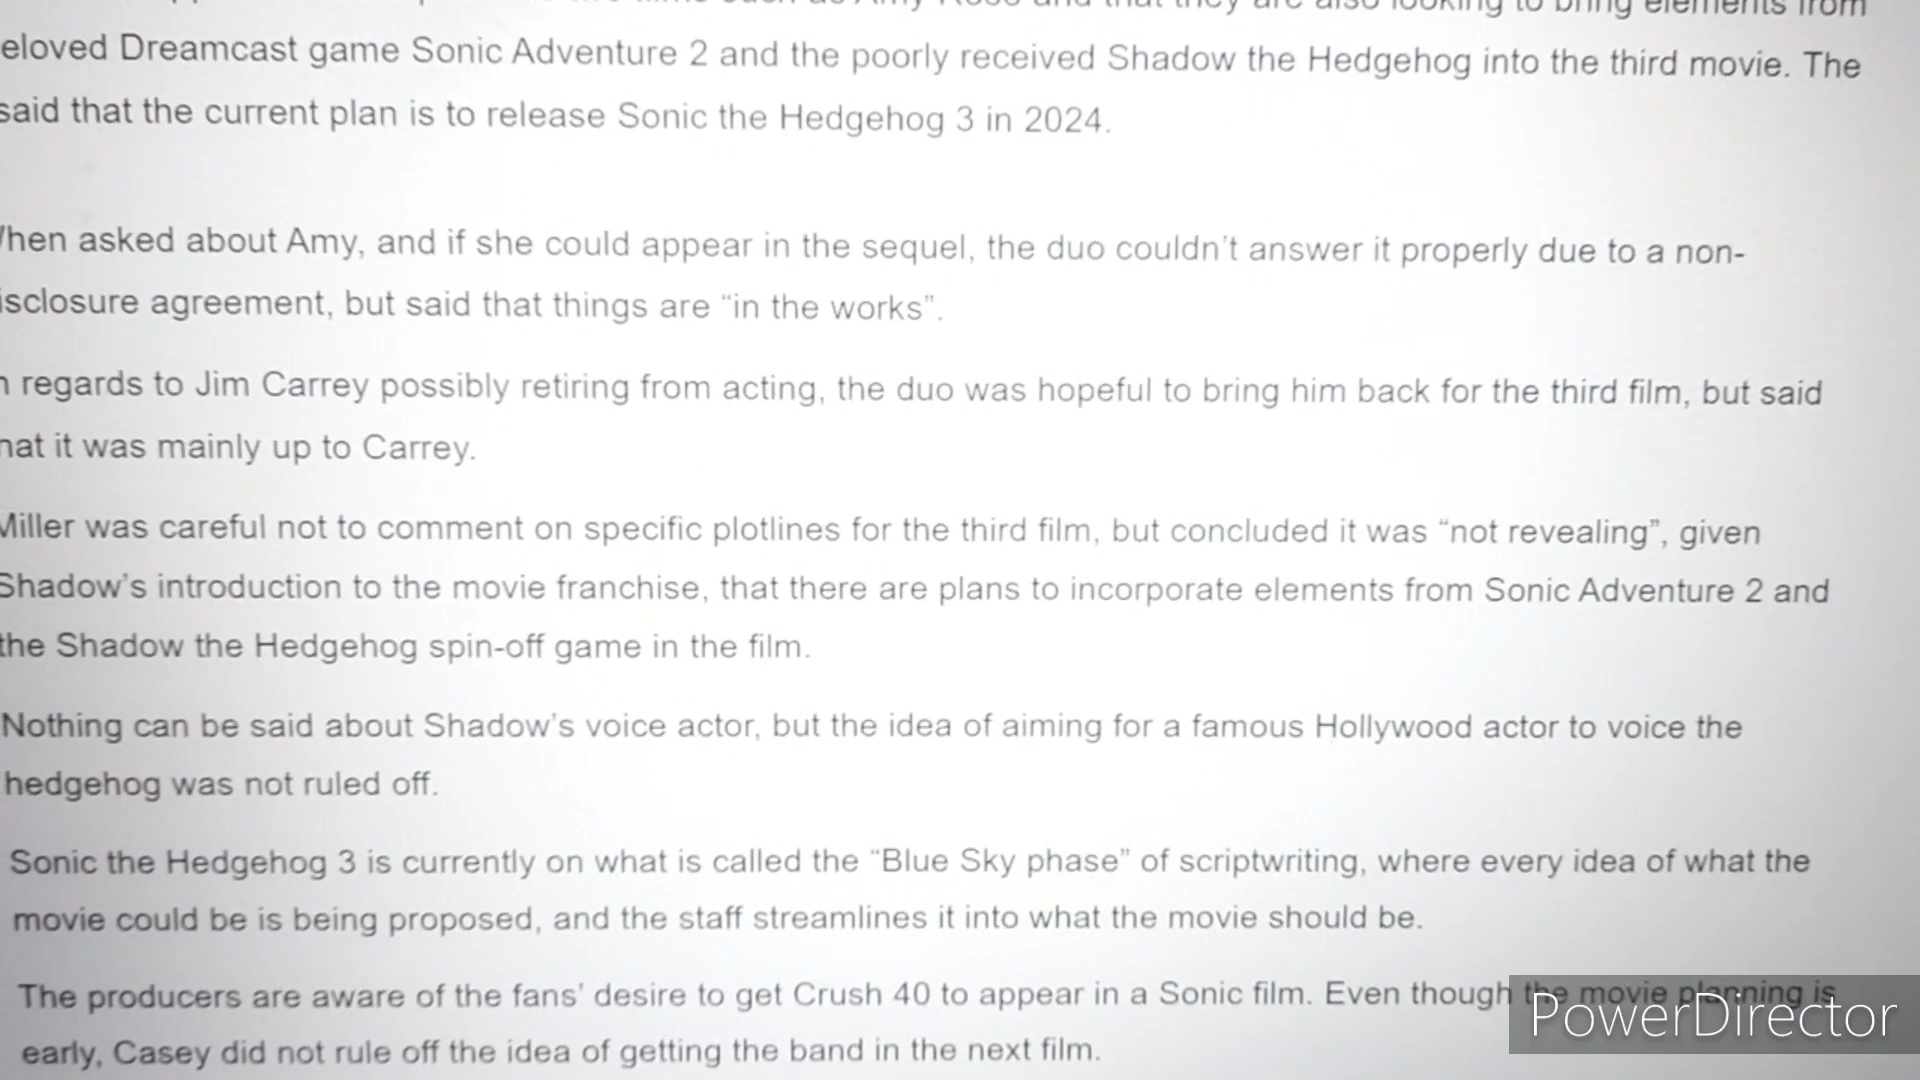 also looking to bring elements from
eloved Dreamcast game Sonic Adventure 2 and the poorly received Shadow the Hedgehog into the third movie. The
said that the current plan is to release Sonic the Hedgehog 3 in 2024.
hen asked about Amy, and if she could appear in the sequel, the duo couldn’t answer it properly due to a non-
isclosure agreement, but said that things are “in the works”.
n regards to Jim Carrey possibly retiring from acting, the duo was hopeful to bring him back for the third film, but said
hat it was mainly up to Carrey.
Miller was careful not to comment on specific plotlines for the third film, but concluded it was “not revealing”, given
Shadow’s introduction to the movie franchise, that there are plans to incorporate elements from Sonic Adventure 2 and
the Shadow the Hedgehog spin-off game in the film.
Nothing can be said about Shadow’s voice actor, but the idea of aiming for a famous Hollywood actor to voice the
hedgehog was not ruled off.
Sonic the Hedgehog 3 is currently on what is called the “Blue Sky phase” of scriptwriting, where every idea of what the
movie could be is being proposed, and the staff streamlines it into what the movie should be.
The producers are aware of the fans’ desire to get Crush 40 to appear in a Sonic film. Even though the movie planning is
early, Casey did not rule off the idea of getting the band in the next film.
PowerDirector